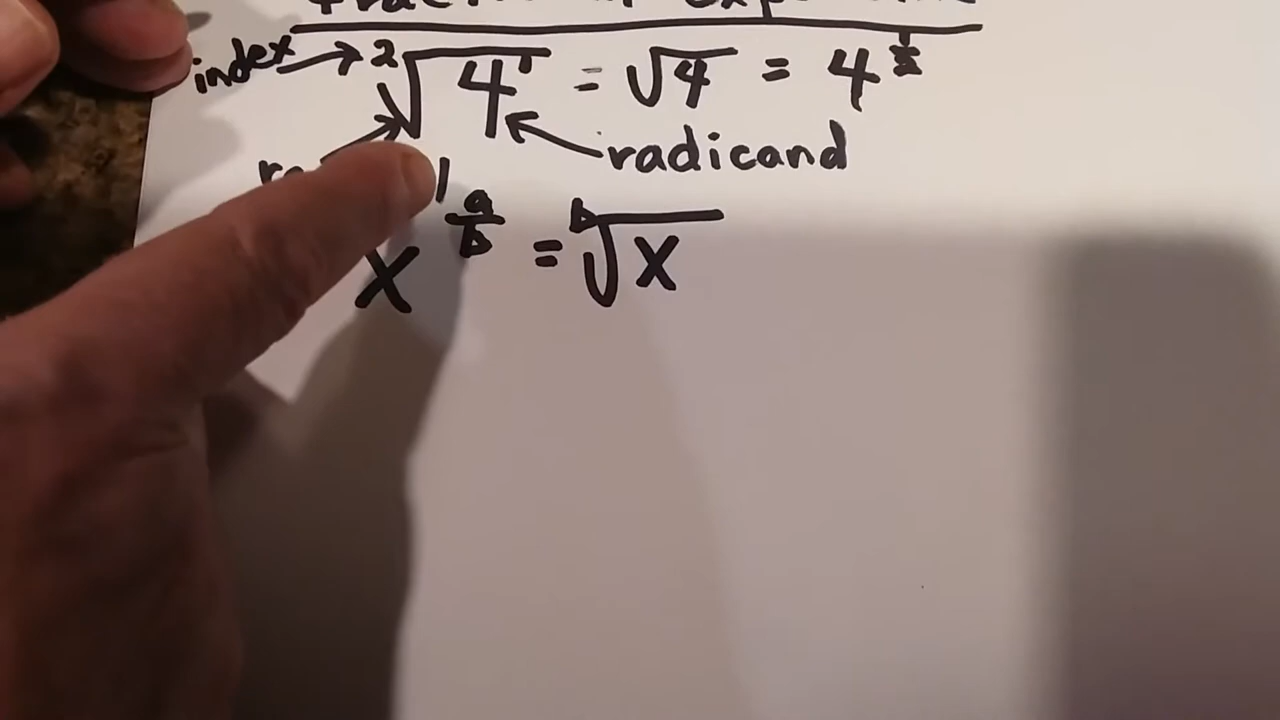 index → ²√4¹ = √4 = 4^½
radicand
x^(a/b) = ᵇ√x